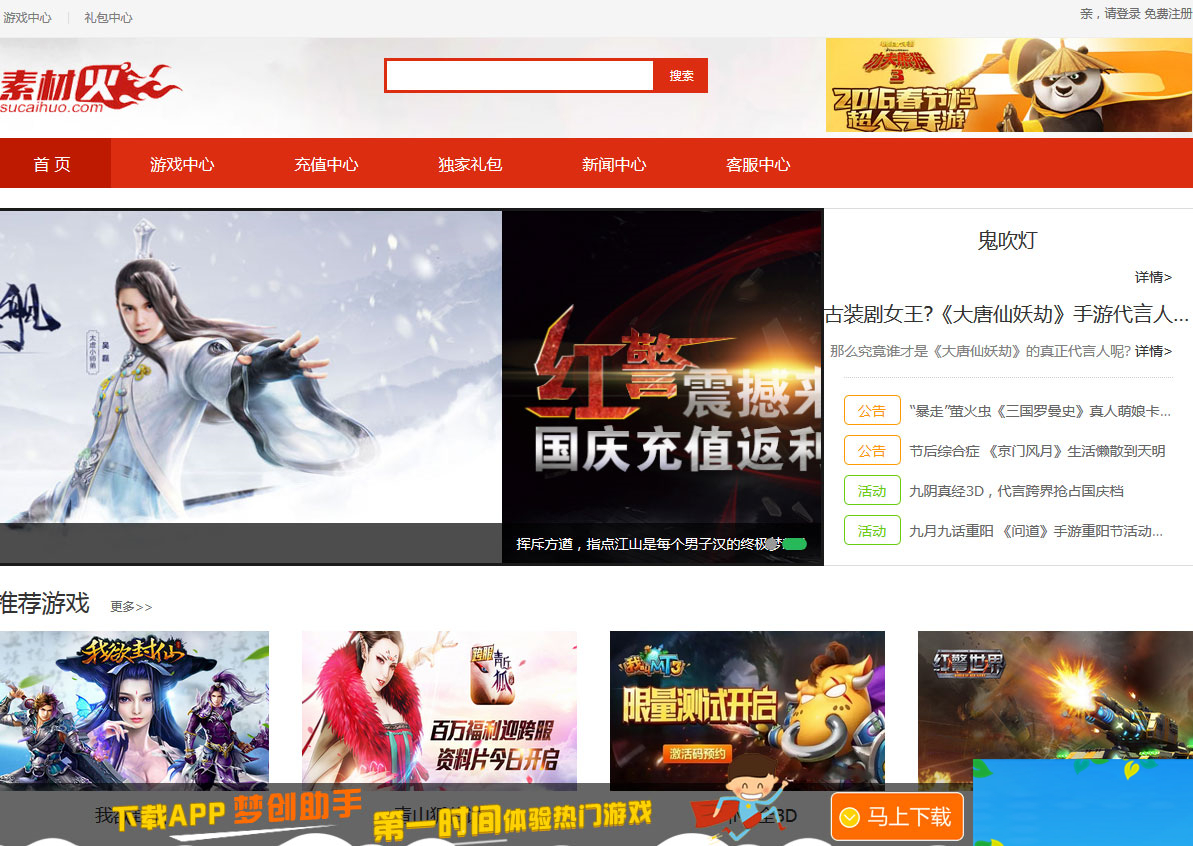 游戏中心 | 礼包中心
亲，请登录 免费注册
素材火
sucaihuo.com
搜索
功夫熊猫
3
2016春节档
超人气手游
首 页
游戏中心
充值中心
独家礼包
新闻中心
客服中心
吴磊
太虚小师弟
红警
震撼来
国庆充值返利
挥斥方遒，指点江山是每个男子汉的终极梦
鬼吹灯
详情>
古装剧女王?《大唐仙妖劫》手游代言人...
那么究竟谁才是《大唐仙妖劫》的真正代言人呢? 详情>
公告 “暴走”萤火虫《三国罗曼史》真人萌娘卡...
公告 节后综合症 《京门风月》生活懒散到天明
活动 九阴真经3D，代言跨界抢占国庆档
活动 九月九话重阳 《问道》手游重阳节活动...
推荐游戏 更多>>
我欲封仙
跨服
青丘狐
百万福利迎跨服
资料片今日开启
我叫MT3
限量测试开启
激活码预约
红警世界
下载APP 梦创助手
第一时间体验热门游戏
3D
马上下载